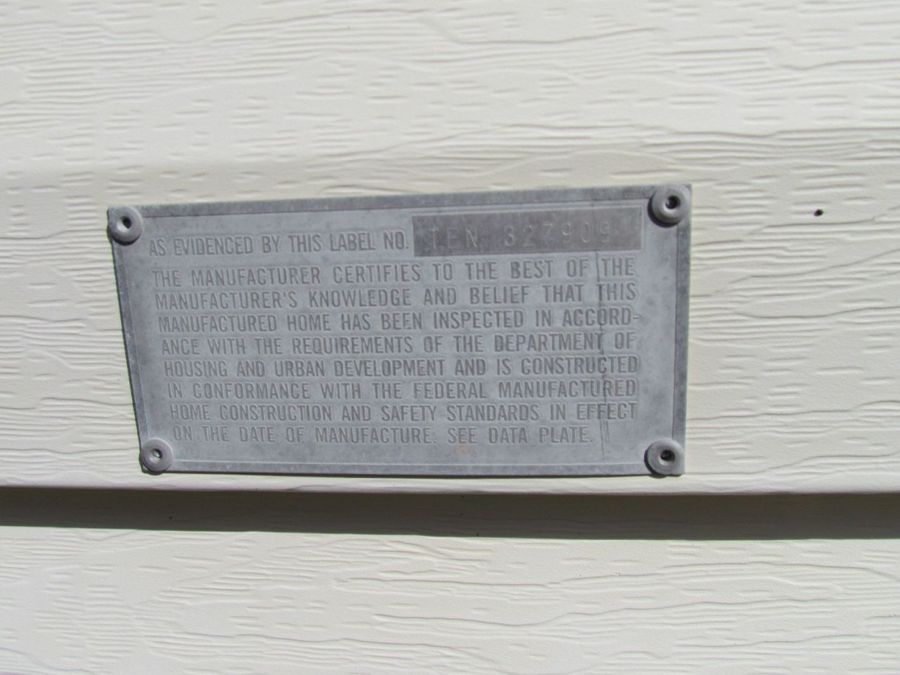 AS EVIDENCED BY THIS LABEL NO. TEN 327909
THE MANUFACTURER CERTIFIES TO THE BEST OF THE
MANUFACTURER'S KNOWLEDGE AND BELIEF THAT THIS
MANUFACTURED HOME HAS BEEN INSPECTED IN ACCORD-
ANCE WITH THE REQUIREMENTS OF THE DEPARTMENT OF
HOUSING AND URBAN DEVELOPMENT AND IS CONSTRUCTED
IN CONFORMANCE WITH THE FEDERAL MANUFACTURED
HOME CONSTRUCTION AND SAFETY STANDARDS IN EFFECT
ON THE DATE OF MANUFACTURE. SEE DATA PLATE.